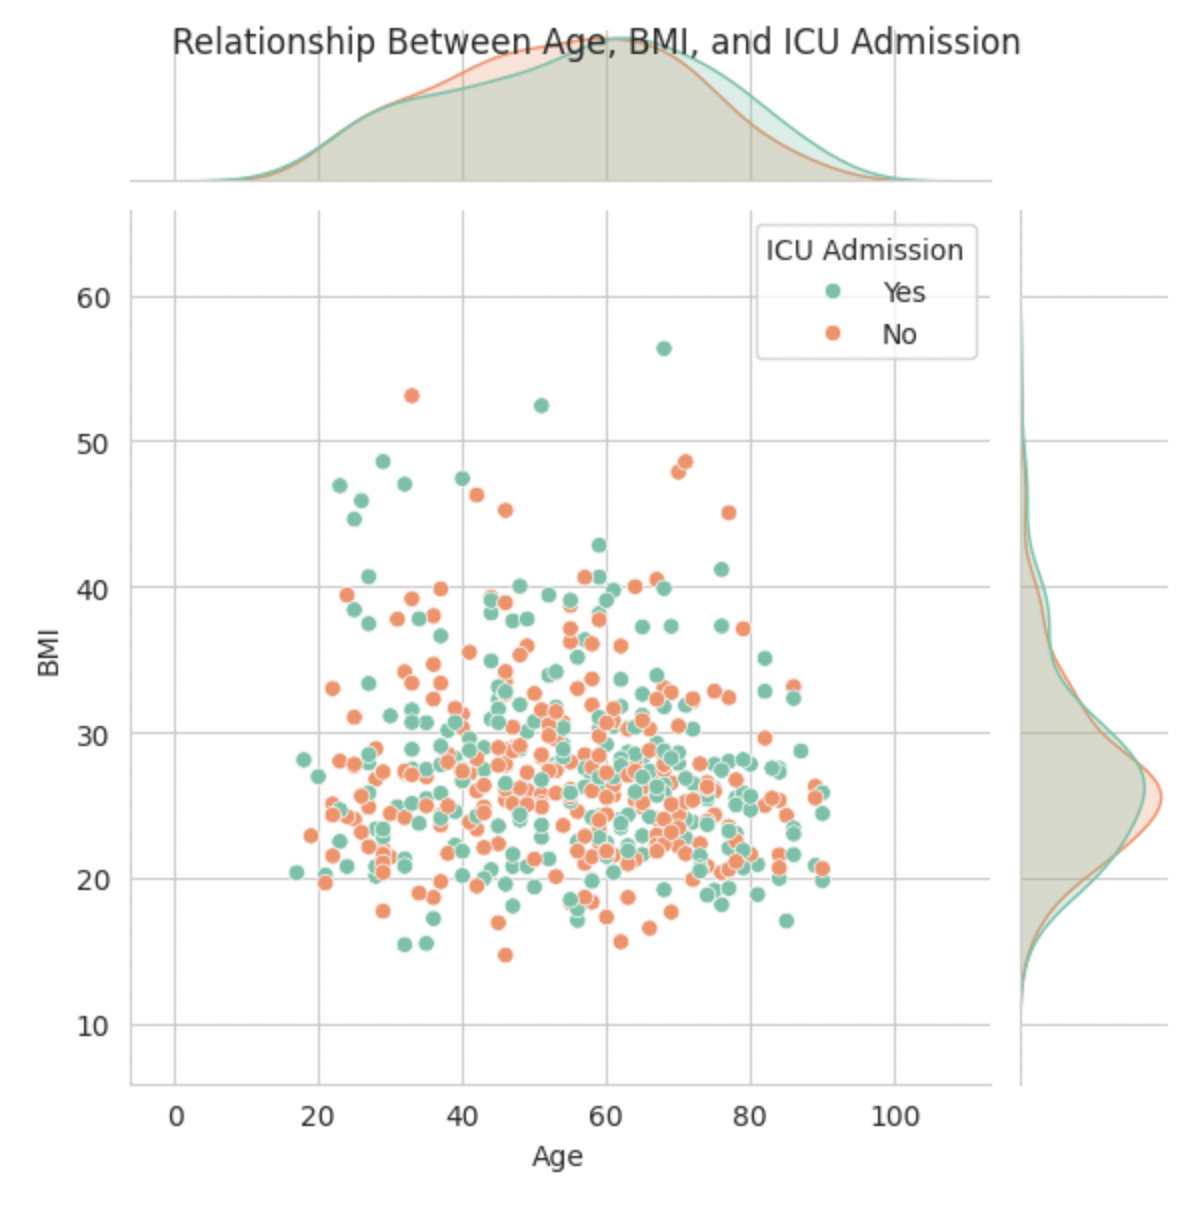 Relationship Between Age, BMI, and ICU Admission
ICU Admission
Yes
No
60
50
40
30
20
10
BMI
0 20 40 60 80 100
Age